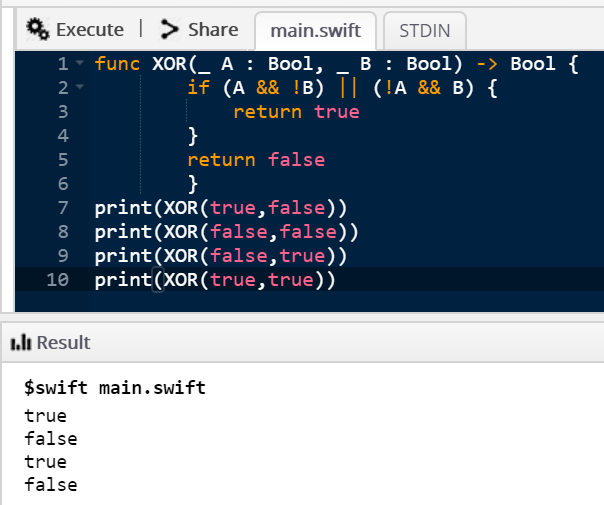 Execute | Share main.swift STDIN
1 func XOR(_ A : Bool, _ B : Bool) -> Bool {
2 if (A && !B) || (!A && B) {
3 return true
4 }
5 return false
6 }
7 print(XOR(true,false))
8 print(XOR(false,false))
9 print(XOR(false,true))
10 print(XOR(true,true))
Result
$swift main.swift
true
false
true
false